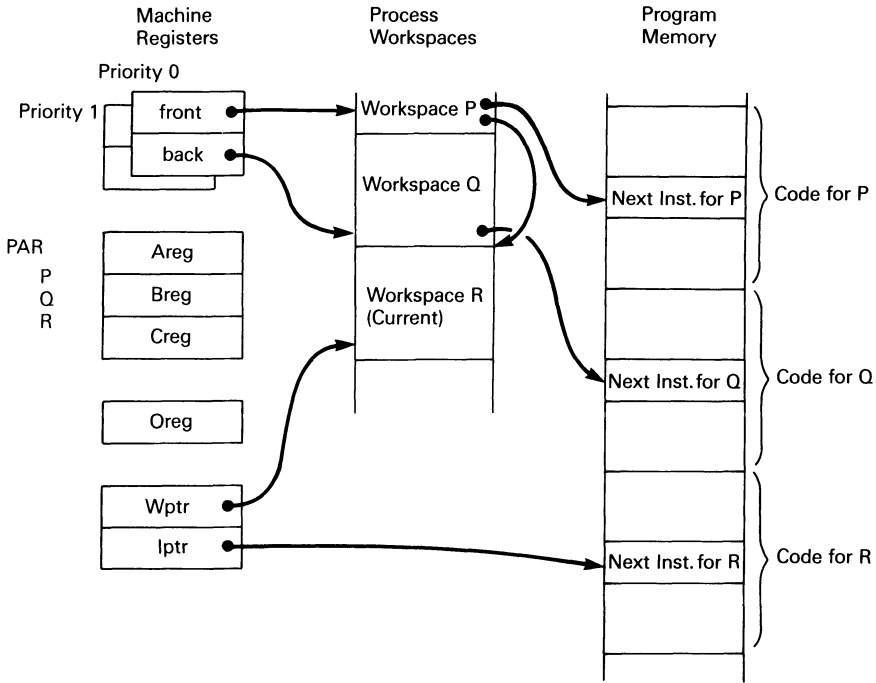 Machine
Registers
Process
Workspaces
Program
Memory
Priority 0
Priority 1
front
back
Workspace P
Workspace Q
Workspace R
(Current)
PAR
P
Q
R
Areg
Breg
Creg
Oreg
Wptr
Iptr
Next Inst. for P
Code for P
Next Inst. for Q
Code for Q
Next Inst. for R
Code for R